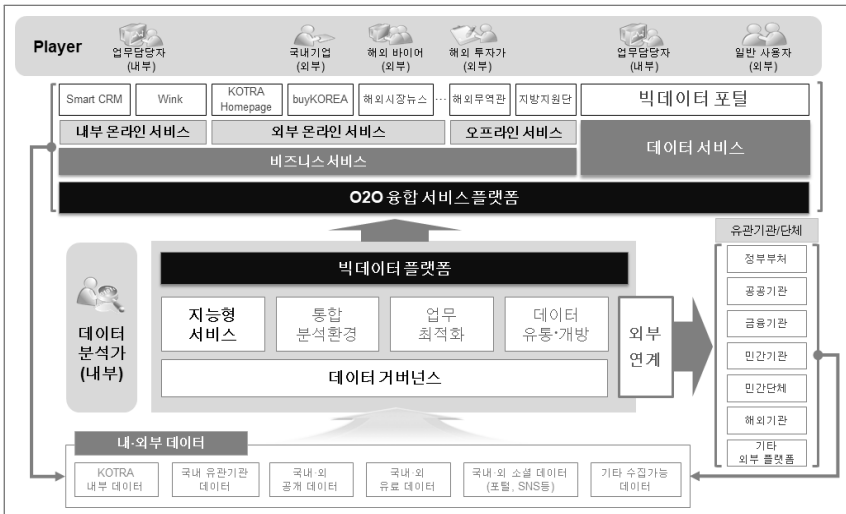 Player
업무담당자
(내부)
국내기업
(외부)
해외 바이어
(외부)
해외 투자가
(외부)
업무담당자
(내부)
일반 사용자
(외부)
Smart CRM
Wink
KOTRA
Homepage
buyKOREA
해외시장뉴스
...
해외무역관
지방지원단
빅데이터 포털
내부 온라인 서비스
외부 온라인 서비스
오프라인 서비스
데이터 서비스
비즈니스 서비스
O2O 융합 서비스 플랫폼
데이터
분석가
(내부)
빅데이터 플랫폼
지능형
서비스
통합
분석환경
업무
최적화
데이터
유통·개방
데이터 거버넌스
외부
연계
유관기관/단체
정부부처
공공기관
금융기관
민간기관
민간단체
해외기관
기타
외부 플랫폼
내·외부 데이터
KOTRA
내부 데이터
국내 유관기관
데이터
국내·외
공개 데이터
국내·외
유료 데이터
국내·외 소셜 데이터
(포털, SNS등)
기타 수집가능
데이터